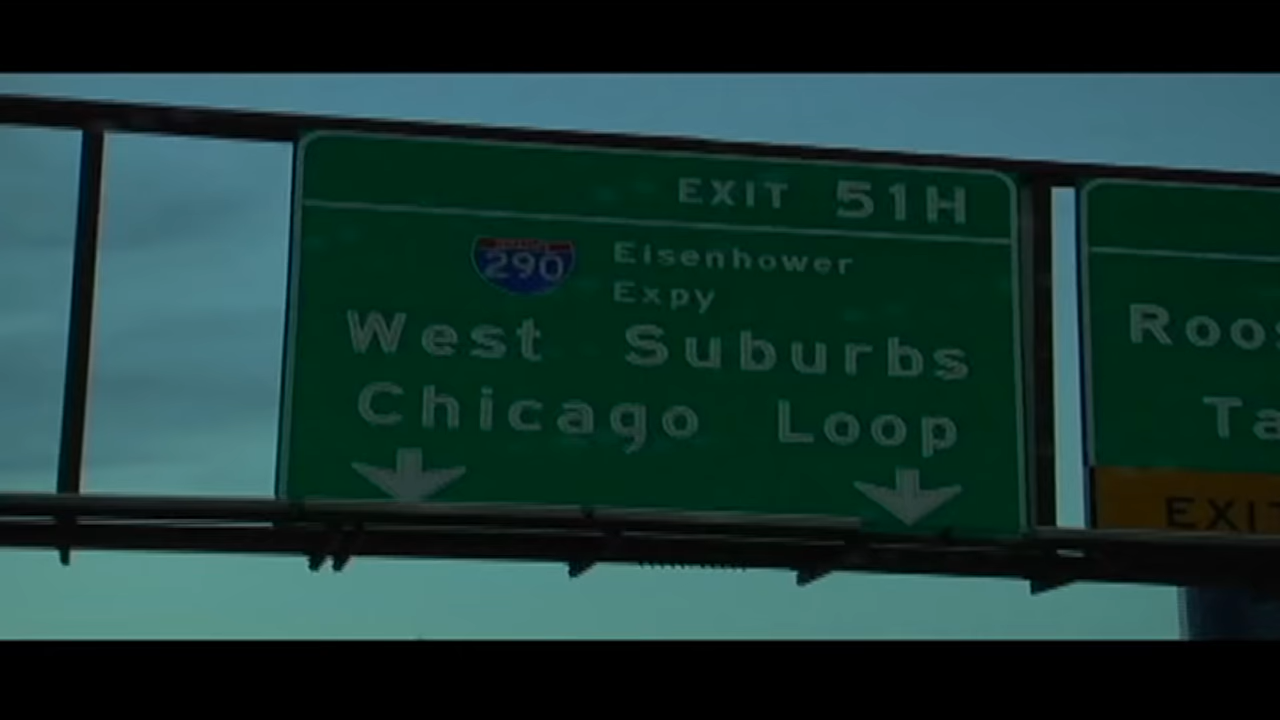 EXIT 51H
290 Eisenhower
Expy
West Suburbs
Chicago Loop
Roos
Ta
EXIT